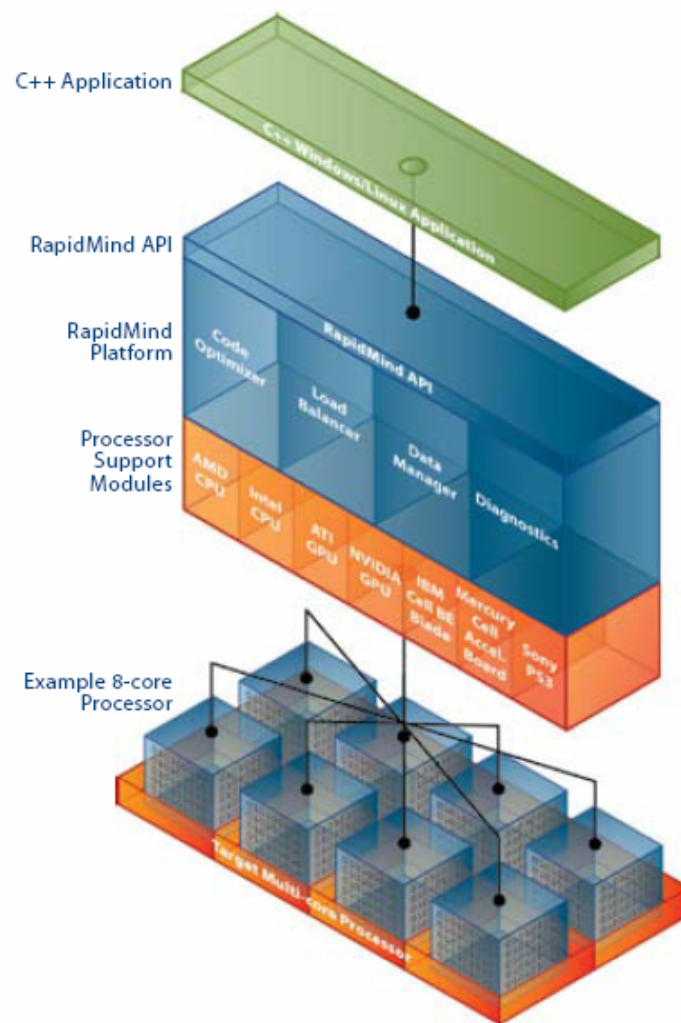 C++ Application
C++ Windows/Linux Application
RapidMind API
RapidMind API
RapidMind
Platform
Code
Optimizer
Load
Balancer
Data
Manager
Diagnostics
Processor
Support
Modules
AMD
CPU
Intel
CPU
ATI
GPU
NVIDIA
GPU
IBM
Cell BE
Blade
Mercury
Cell
Accel.
Board
Sony
PS3
Example 8-core
Processor
Target Multi-core Processor